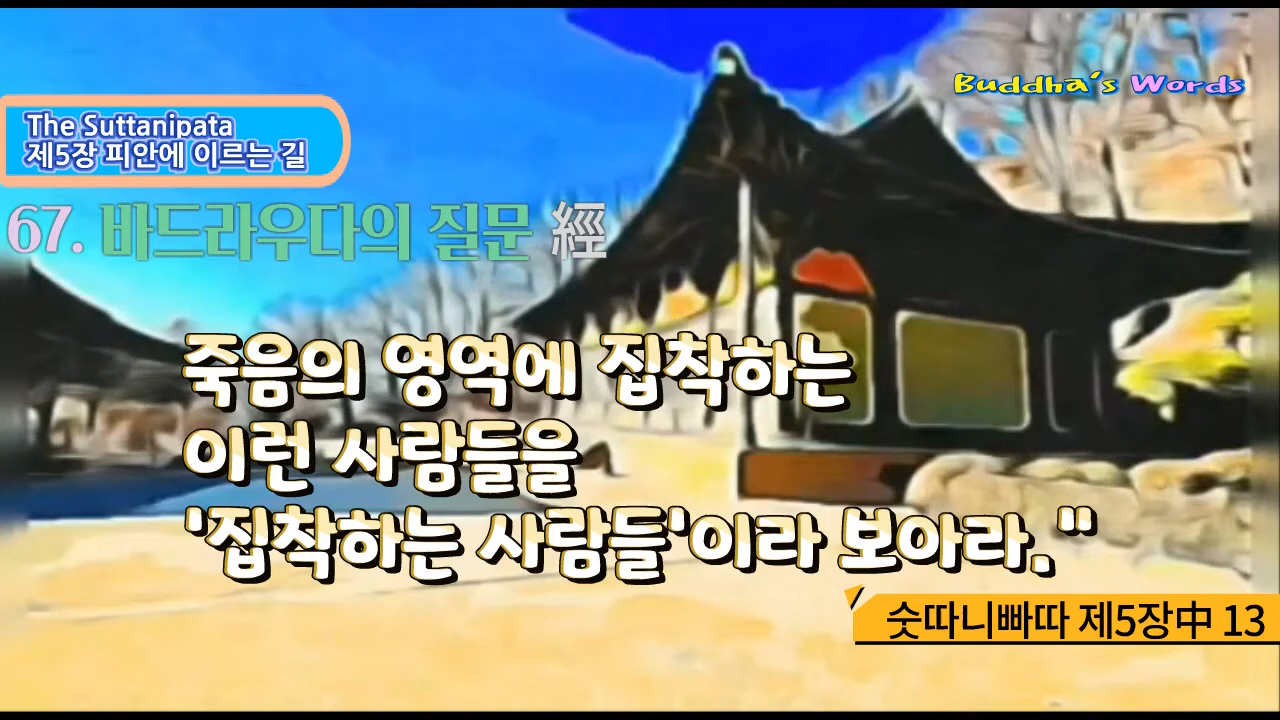 Buddha's Words
The Suttanipata
제5장 피안에 이르는 길
67. 바드라우다의 질문 經
죽음의 영역에 집착하는
이런 사람들을
'집착하는 사람들'이라 보아라."
숫따니빠따 제5장中 13